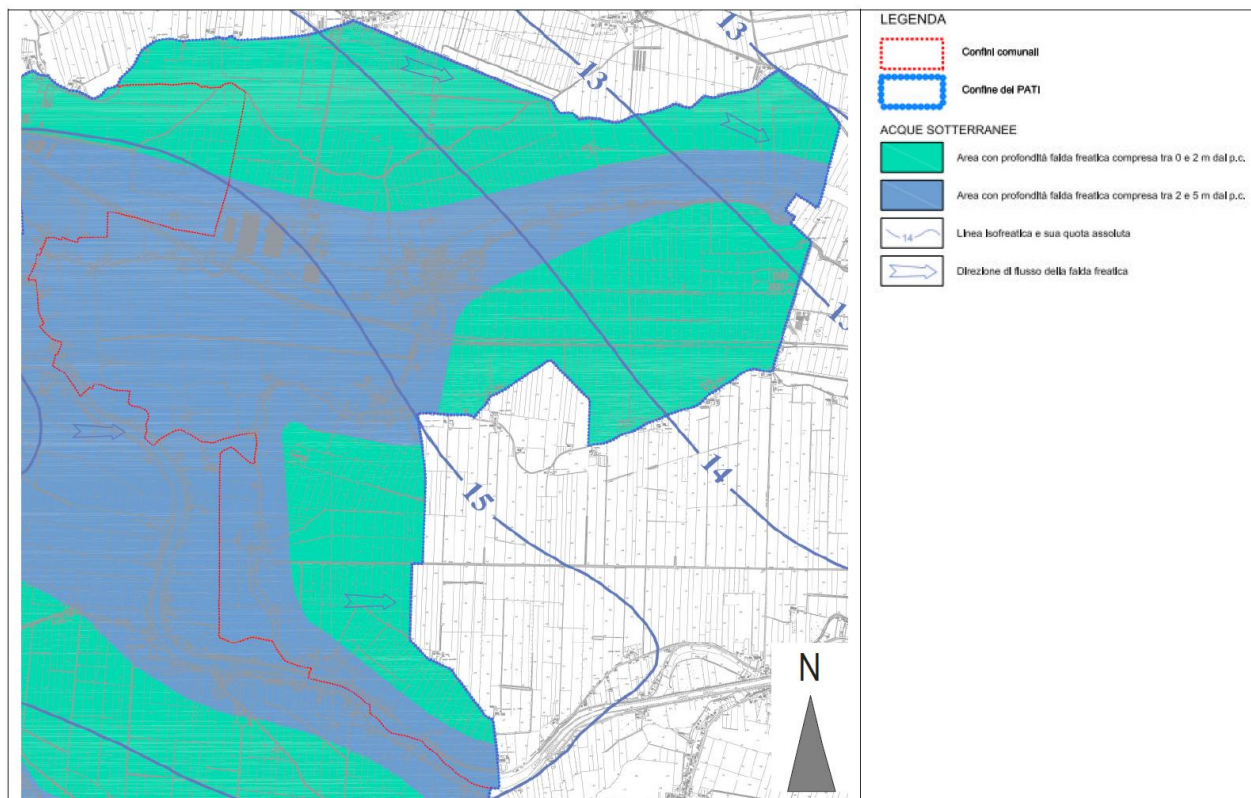 13
13
13
14
15
N
LEGENDA
Confini comunali
Confine del PATI
ACQUE SOTTERRANEE
Area con profondità falda freatica compresa tra 0 e 2 m dal p.c.
Area con profondità falda freatica compresa tra 2 e 5 m dal p.c.
14
Linea isofreatica e sua quota assoluta
Direzione di flusso della falda freatica